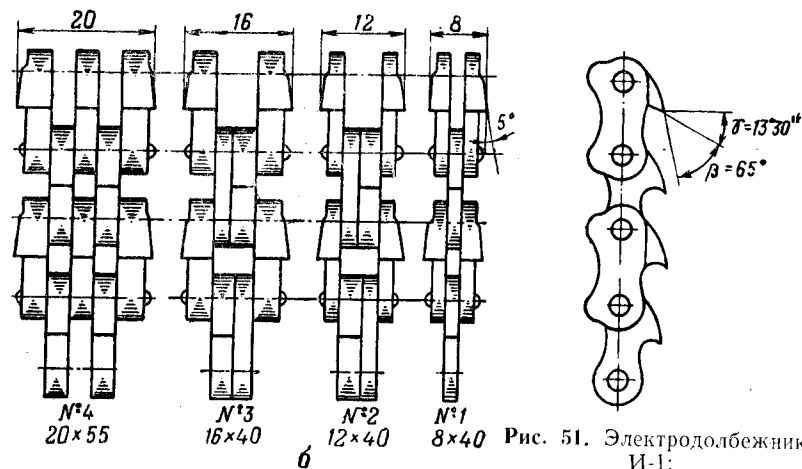 20 16 12 8
5°
γ=13°30'
β=65°
№4 №3 №2 №1
20×55 16×40 12×40 8×40
б
Рис. 51. Электродолбежник
И-1: